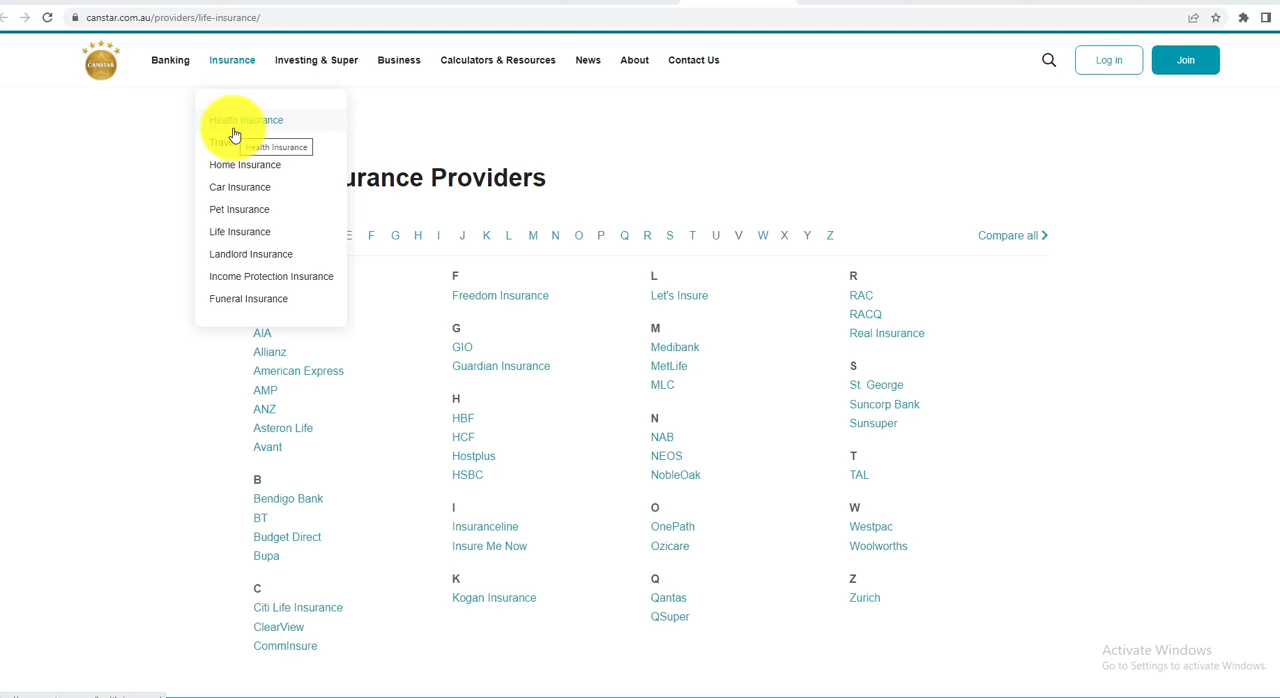 canstar.com.au/providers/life-insurance/
CANSTAR
Banking Insurance Investing & Super Business Calculators & Resources News About Contact Us
Log in
Join
Health Insurance
Health Insurance
Home Insurance
Car Insurance
Pet Insurance
Life Insurance
Landlord Insurance
Income Protection Insurance
Funeral Insurance
Providers
E F G H I J K L M N O P Q R S T U V W X Y Z
Compare all
AIA
Allianz
American Express
AMP
ANZ
Asteron Life
Avant
B
Bendigo Bank
BT
Budget Direct
Bupa
C
Citi Life Insurance
ClearView
CommInsure
F
Freedom Insurance
G
GIO
Guardian Insurance
H
HBF
HCF
Hostplus
HSBC
I
Insuranceline
Insure Me Now
K
Kogan Insurance
L
Let's Insure
M
Medibank
MetLife
MLC
N
NAB
NEOS
NobleOak
O
OnePath
Ozicare
Q
Qantas
QSuper
R
RAC
RACQ
Real Insurance
S
St. George
Suncorp Bank
Sunsuper
T
TAL
W
Westpac
Woolworths
Z
Zurich
Activate Windows
Go to Settings to activate Windows.